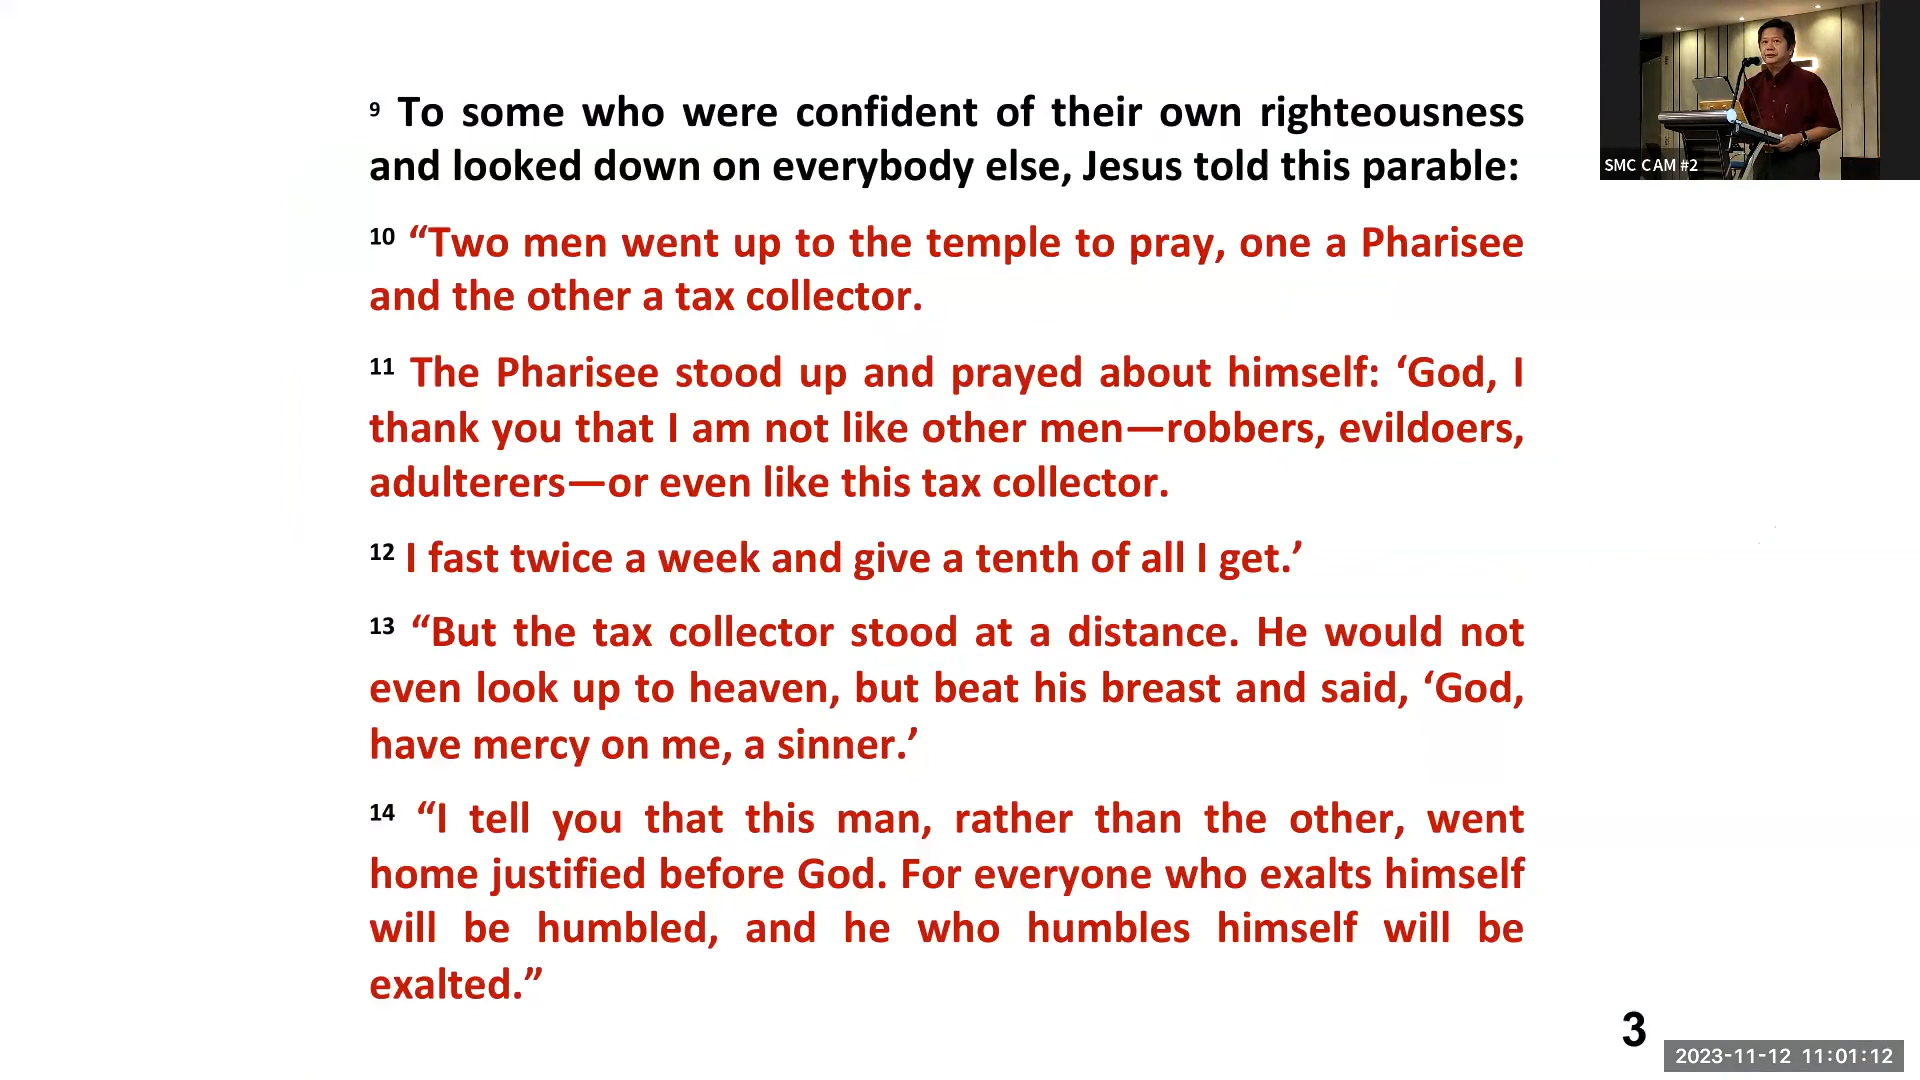 9 To some who were confident of their own righteousness
and looked down on everybody else, Jesus told this parable:
10 “Two men went up to the temple to pray, one a Pharisee
and the other a tax collector.
11 The Pharisee stood up and prayed about himself: ‘God, I
thank you that I am not like other men—robbers, evildoers,
adulterers—or even like this tax collector.
12 I fast twice a week and give a tenth of all I get.’
13 “But the tax collector stood at a distance. He would not
even look up to heaven, but beat his breast and said, ‘God,
have mercy on me, a sinner.’
14 “I tell you that this man, rather than the other, went
home justified before God. For everyone who exalts himself
will be humbled, and he who humbles himself will be
exalted.”
SMC CAM #2
3
2023-11-12 11:01:12